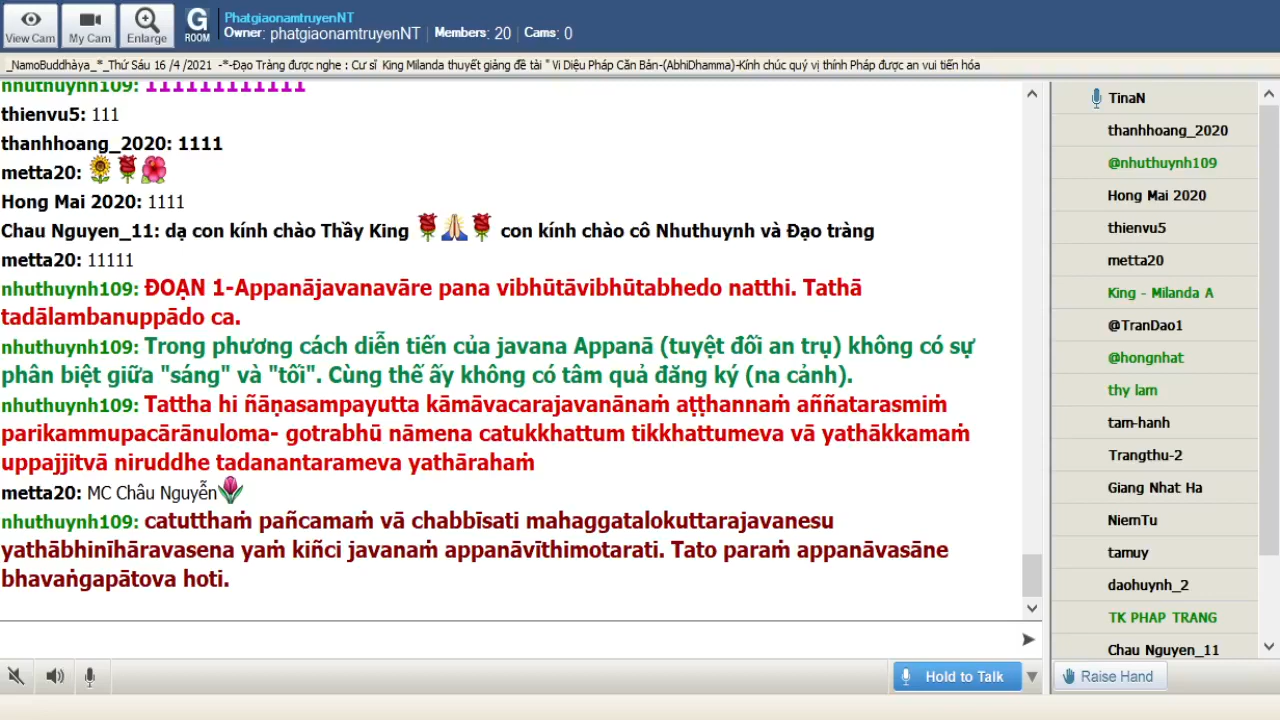 View Cam
My Cam
Enlarge
G
ROOM
PhatgiaonamtruyenNT
Owner: phatgiaonamtruyenNT | Members: 20 | Cams: 0
_NamoBuddhàya_*_Thứ Sáu 16 /4 /2021 -*-Đạo Tràng được nghe : Cư sĩ King Milanda thuyết giảng đề tài " Vi Diệu Pháp Căn Bản-(AbhiDhamma)-Kính chúc quý vị thính Pháp được an vui tiến hóa
nhuthuynh109: 111111111111
thienvu5: 111
thanhhoang_2020: 1111
metta20:
Hong Mai 2020: 1111
Chau Nguyen_11: dạ con kính chào Thầy King con kính chào cô Nhuthuynh và Đạo tràng
metta20: 11111
nhuthuynh109: ĐOẠN 1-Appanājavanavāre pana vibhūtāvibhūtabhedo natthi. Tathā
tadālambanuppādo ca.
nhuthuynh109: Trong phương cách diễn tiến của javana Appanā (tuyệt đối an trụ) không có sự
phân biệt giữa "sáng" và "tối". Cùng thế ấy không có tâm quả đăng ký (na cảnh).
nhuthuynh109: Tattha hi ñāṇasampayutta kāmāvacarajavanānaṁ aṭṭhannaṁ aññatarasmiṁ
parikammupacārānuloma- gotrabhū nāmena catukkhattum tikkhattumeva vā yathākkamaṁ
uppajjitvā niruddhe tadanantarameva yathārahaṁ
metta20: MC Châu Nguyễn
nhuthuynh109: catutthaṁ pañcamaṁ vā chabbīsati mahaggatalokuttarajavanesu
yathābhinīhāravasena yaṁ kiñci javanaṁ appanāvīthimotarati. Tato paraṁ appanāvasāne
bhavaṅgapātova hoti.
Hold to Talk
TinaN
thanhhoang_2020
@nhuthuynh109
Hong Mai 2020
thienvu5
metta20
King - Milanda A
@TranDao1
@hongnhat
thy lam
tam-hanh
Trangthu-2
Giang Nhat Ha
NiemTu
tamuy
daohuynh_2
TK PHAP TRANG
Chau Nguyen_11
Raise Hand